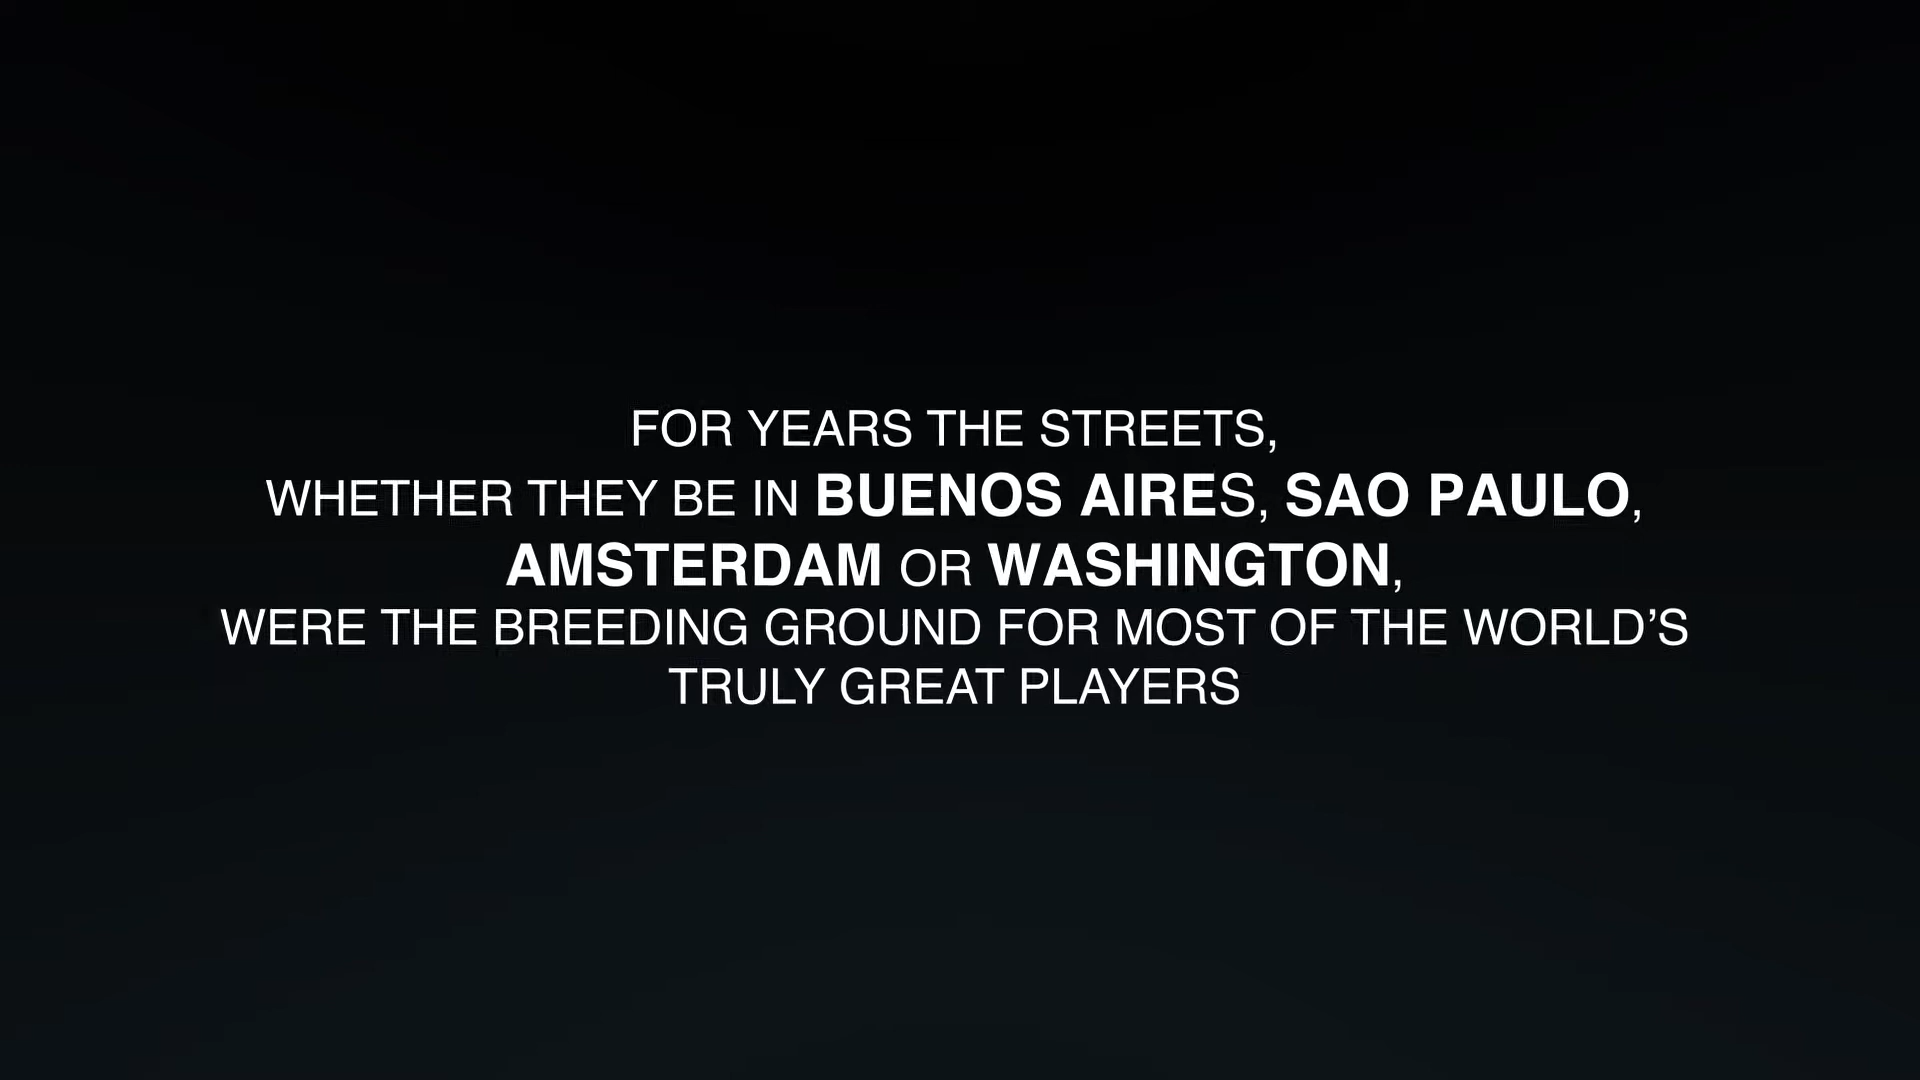 FOR YEARS THE STREETS,
WHETHER THEY BE IN BUENOS AIRES, SAO PAULO,
AMSTERDAM OR WASHINGTON,
WERE THE BREEDING GROUND FOR MOST OF THE WORLD’S
TRULY GREAT PLAYERS